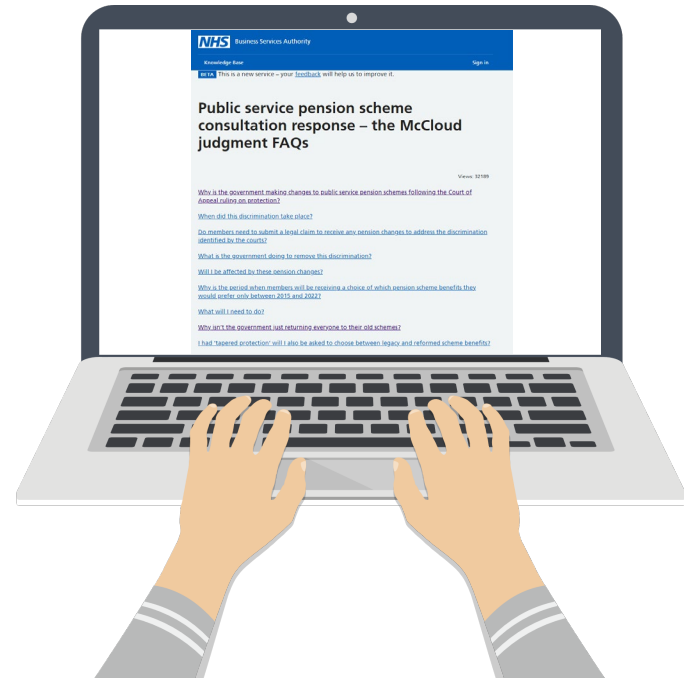 NHS Business Services Authority
Knowledge Base Sign in
BETA This is a new service – your feedback will help us to improve it.
Public service pension scheme
consultation response – the McCloud
judgment FAQs
Views: 32189
Why is the government making changes to public service pension schemes following the Court of
Appeal ruling on protection?
When did this discrimination take place?
Do members need to submit a legal claim to receive any pension changes to address the discrimination
identified by the courts?
What is the government doing to remove this discrimination?
Will I be affected by these pension changes?
Why is the period when members will be receiving a choice of which pension scheme benefits they
would prefer only between 2015 and 2022?
What will I need to do?
Why isn't the government just returning everyone to their old schemes?
I had 'tapered protection' will I also be asked to choose between legacy and reformed scheme benefits?